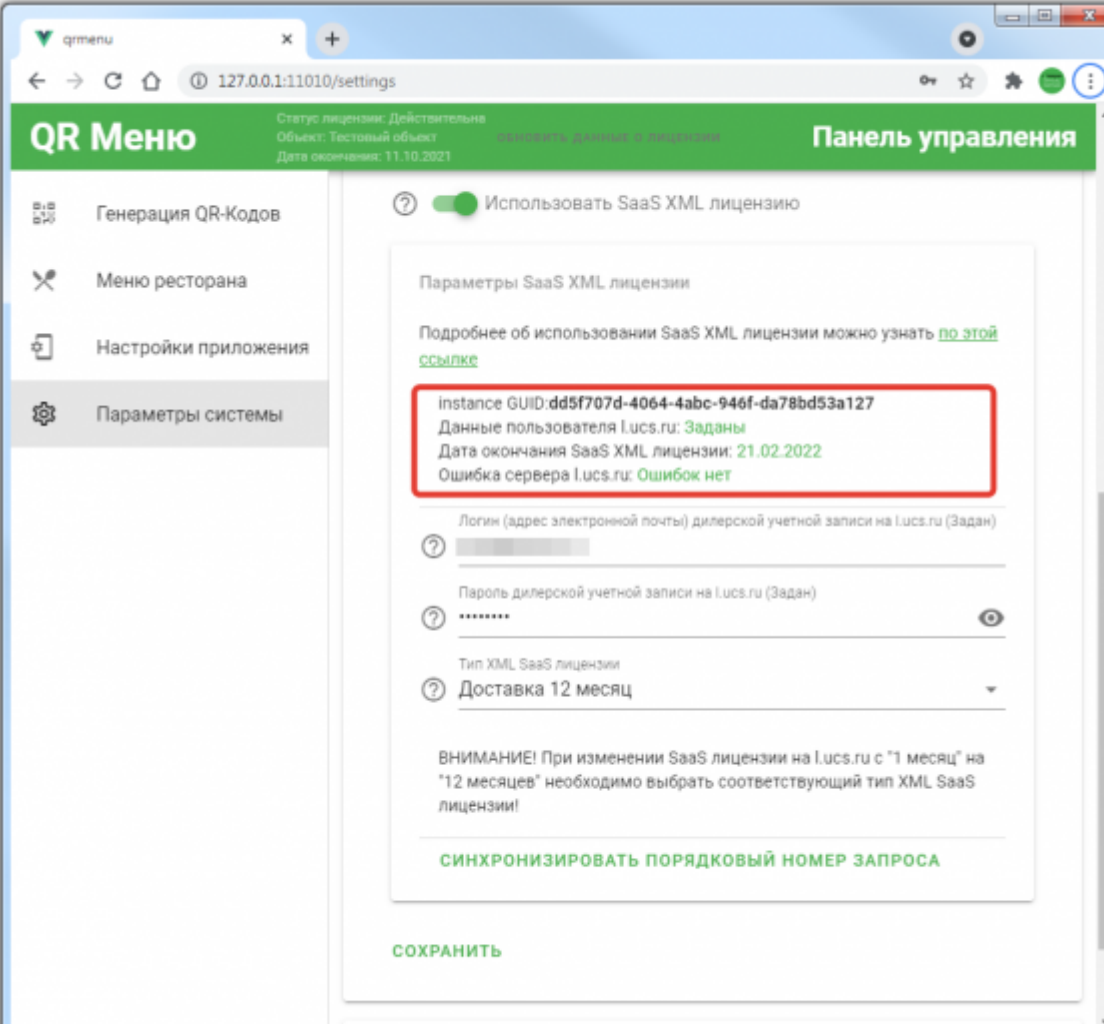 qrmenu
127.0.0.1:11010/settings
QR Меню
Статус лицензии: Действительна
Объект: Тестовый объект
Дата окончания: 11.10.2021
ОБНОВИТЬ ДАННЫЕ О ЛИЦЕНЗИИ
Панель управления
Генерация QR-Кодов
Меню ресторана
Настройки приложения
Параметры системы
Использовать SaaS XML лицензию
Параметры SaaS XML лицензии
Подробнее об использовании SaaS XML лицензии можно узнать по этой
ссылке
instance GUID:dd5f707d-4064-4abc-946f-da78bd53a127
Данные пользователя l.ucs.ru: Заданы
Дата окончания SaaS XML лицензии: 21.02.2022
Ошибка сервера l.ucs.ru: Ошибок нет
Логин (адрес электронной почты) дилерской учетной записи на l.ucs.ru (Задан)
Пароль дилерской учетной записи на l.ucs.ru (Задан)
••••••••
Тип XML SaaS лицензии
Доставка 12 месяц
ВНИМАНИЕ! При изменении SaaS лицензии на l.ucs.ru с "1 месяц" на
"12 месяцев" необходимо выбрать соответствующий тип XML SaaS
лицензии!
СИНХРОНИЗИРОВАТЬ ПОРЯДКОВЫЙ НОМЕР ЗАПРОСА
СОХРАНИТЬ